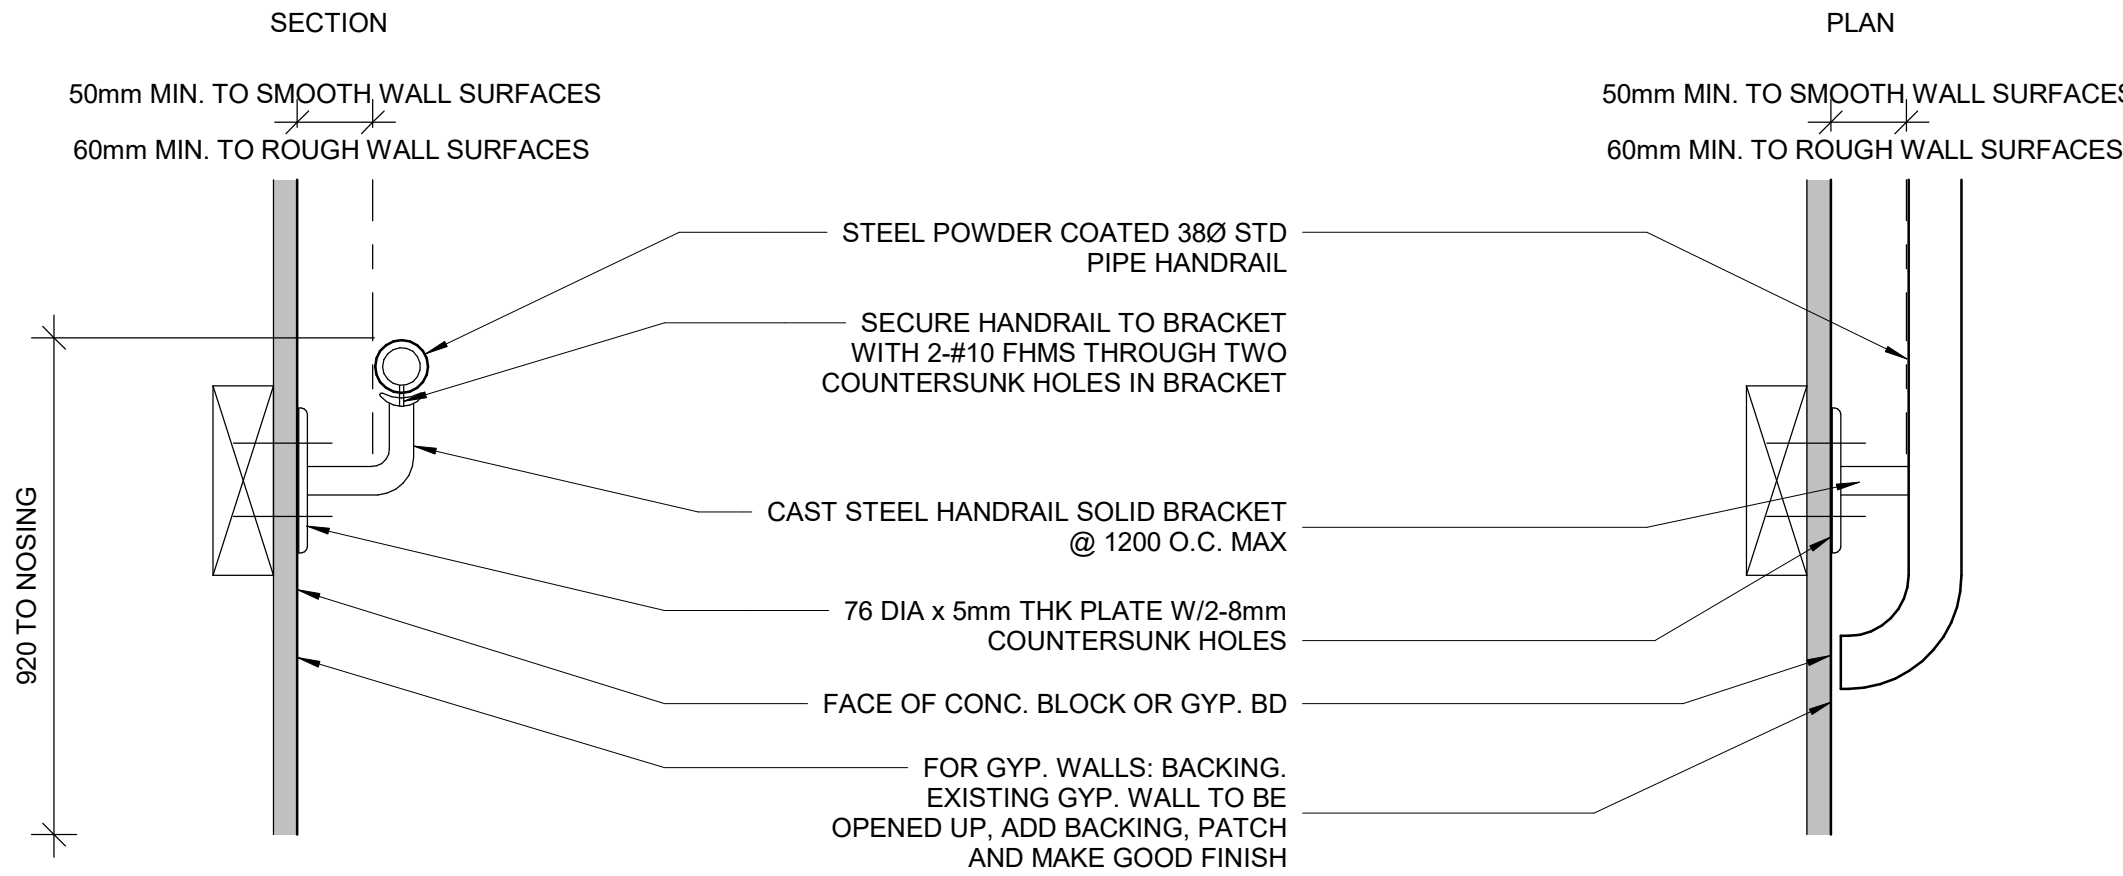 SECTION
PLAN
50mm MIN. TO SMOOTH WALL SURFACES
60mm MIN. TO ROUGH WALL SURFACES
50mm MIN. TO SMOOTH WALL SURFACES
60mm MIN. TO ROUGH WALL SURFACES
STEEL POWDER COATED 38Ø STD
PIPE HANDRAIL
SECURE HANDRAIL TO BRACKET
WITH 2-#10 FHMS THROUGH TWO
COUNTERSUNK HOLES IN BRACKET
CAST STEEL HANDRAIL SOLID BRACKET
@ 1200 O.C. MAX
76 DIA x 5mm THK PLATE W/2-8mm
COUNTERSUNK HOLES
FACE OF CONC. BLOCK OR GYP. BD
FOR GYP. WALLS: BACKING.
EXISTING GYP. WALL TO BE
OPENED UP, ADD BACKING, PATCH
AND MAKE GOOD FINISH
920 TO NOSING